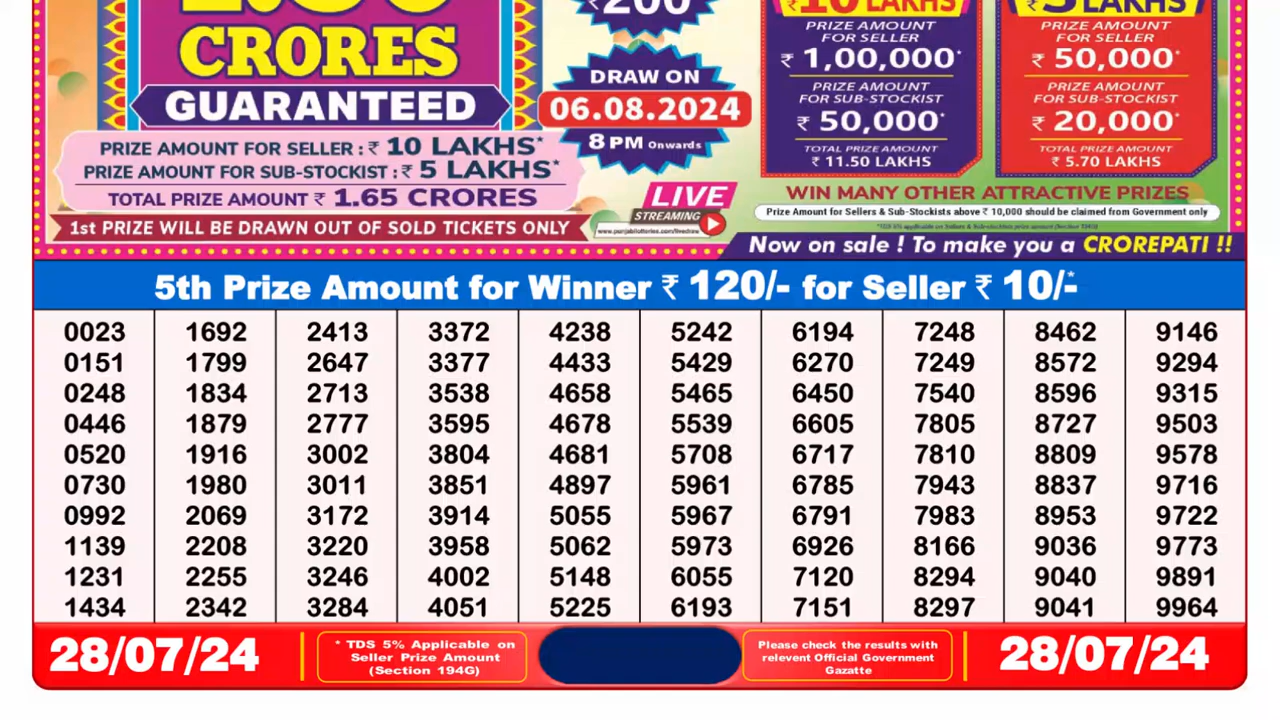 CRORES
GUARANTEED
PRIZE AMOUNT FOR SELLER : ₹ 10 LAKHS*
PRIZE AMOUNT FOR SUB-STOCKIST : ₹ 5 LAKHS*
TOTAL PRIZE AMOUNT ₹ 1.65 CRORES
1st PRIZE WILL BE DRAWN OUT OF SOLD TICKETS ONLY
₹200
DRAW ON
06.08.2024
8 PM Onwards
LIVE
STREAMING
www.punjablotteries.com/livedraw
₹10 LAKHS
PRIZE AMOUNT
FOR SELLER
₹ 1,00,000*
PRIZE AMOUNT
FOR SUB-STOCKIST
₹ 50,000*
TOTAL PRIZE AMOUNT
₹ 11.50 LAKHS
₹5 LAKHS
PRIZE AMOUNT
FOR SELLER
₹ 50,000*
PRIZE AMOUNT
FOR SUB-STOCKIST
₹ 20,000*
TOTAL PRIZE AMOUNT
₹ 5.70 LAKHS
WIN MANY OTHER ATTRACTIVE PRIZES
Prize Amount for Sellers & Sub-Stockists above ₹ 10,000 should be claimed from Government only
Now on sale ! To make you a CROREPATI !!
5th Prize Amount for Winner ₹ 120/- for Seller ₹ 10/-*
0023 1692 2413 3372 4238 5242 6194 7248 8462 9146
0151 1799 2647 3377 4433 5429 6270 7249 8572 9294
0248 1834 2713 3538 4658 5465 6450 7540 8596 9315
0446 1879 2777 3595 4678 5539 6605 7805 8727 9503
0520 1916 3002 3804 4681 5708 6717 7810 8809 9578
0730 1980 3011 3851 4897 5961 6785 7943 8837 9716
0992 2069 3172 3914 5055 5967 6791 7983 8953 9722
1139 2208 3220 3958 5062 5973 6926 8166 9036 9773
1231 2255 3246 4002 5148 6055 7120 8294 9040 9891
1434 2342 3284 4051 5225 6193 7151 8297 9041 9964
28/07/24
* TDS 5% Applicable on
Seller Prize Amount
(Section 194G)
Please check the results with
relevent Official Government
Gazatte
28/07/24